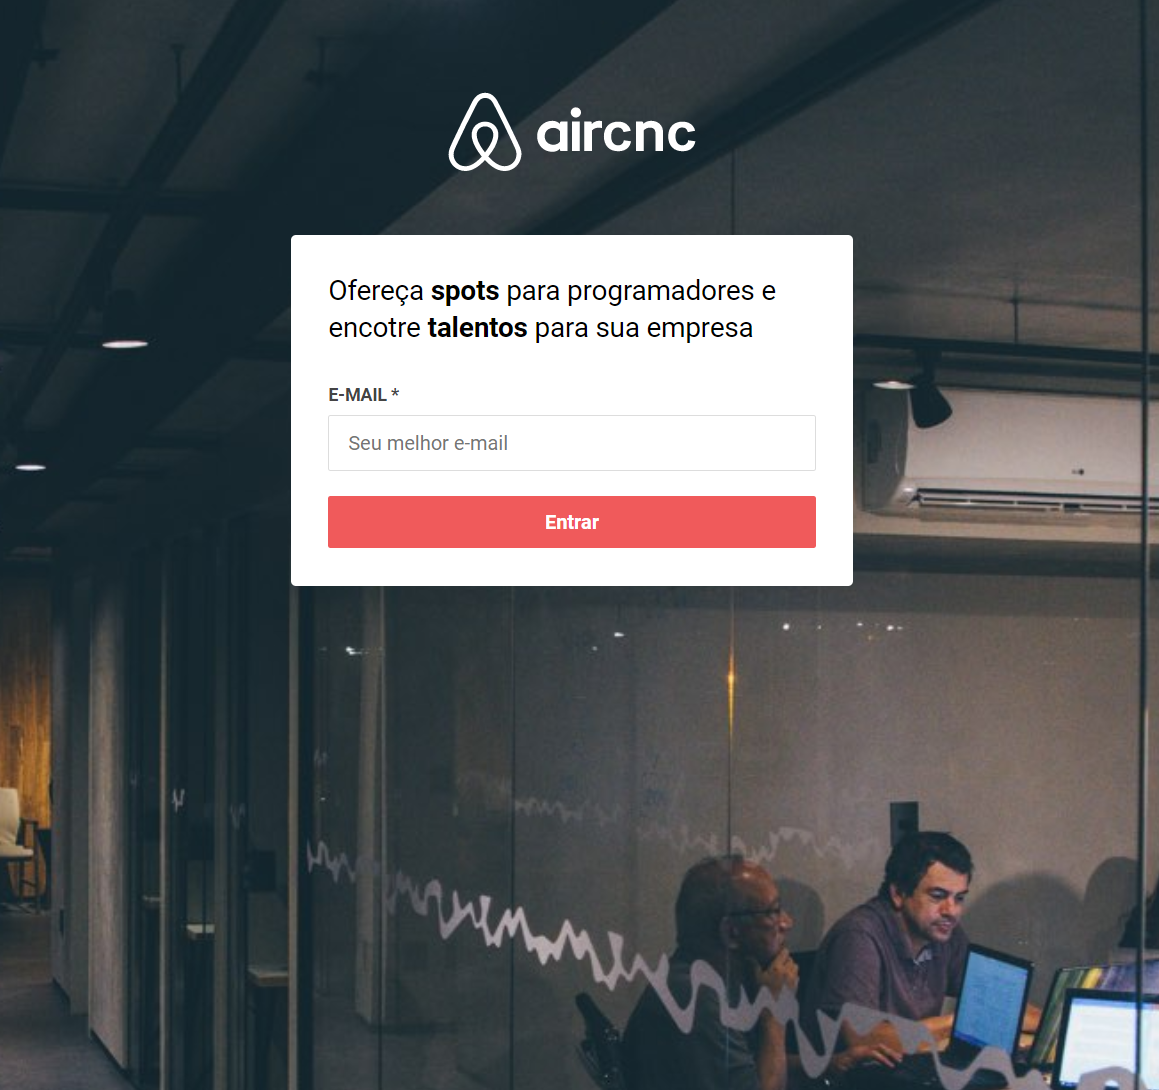 aircnc
Ofereça spots para programadores e
encotre talentos para sua empresa
E-MAIL *
Seu melhor e-mail
Entrar